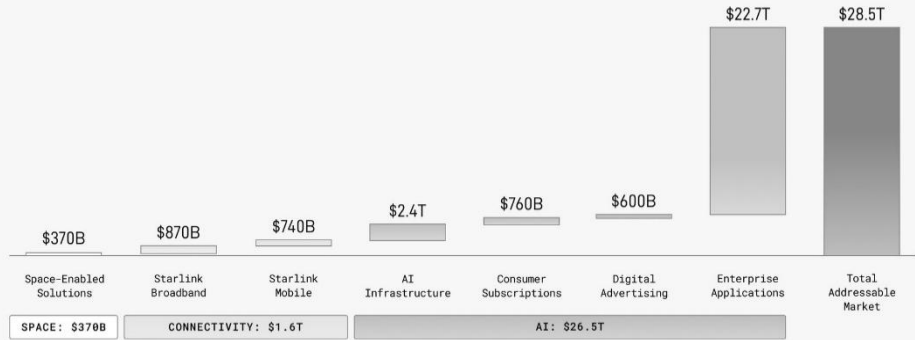 $22.7T
$28.5T
$2.4T
$760B
$600B
$870B
$740B
$370B
Space-Enabled
Solutions
Starlink
Broadband
Starlink
Mobile
AI
Infrastructure
Consumer
Subscriptions
Digital
Advertising
Enterprise
Applications
Total
Addressable
Market
SPACE: $370B
CONNECTIVITY: $1.6T
AI: $26.5T